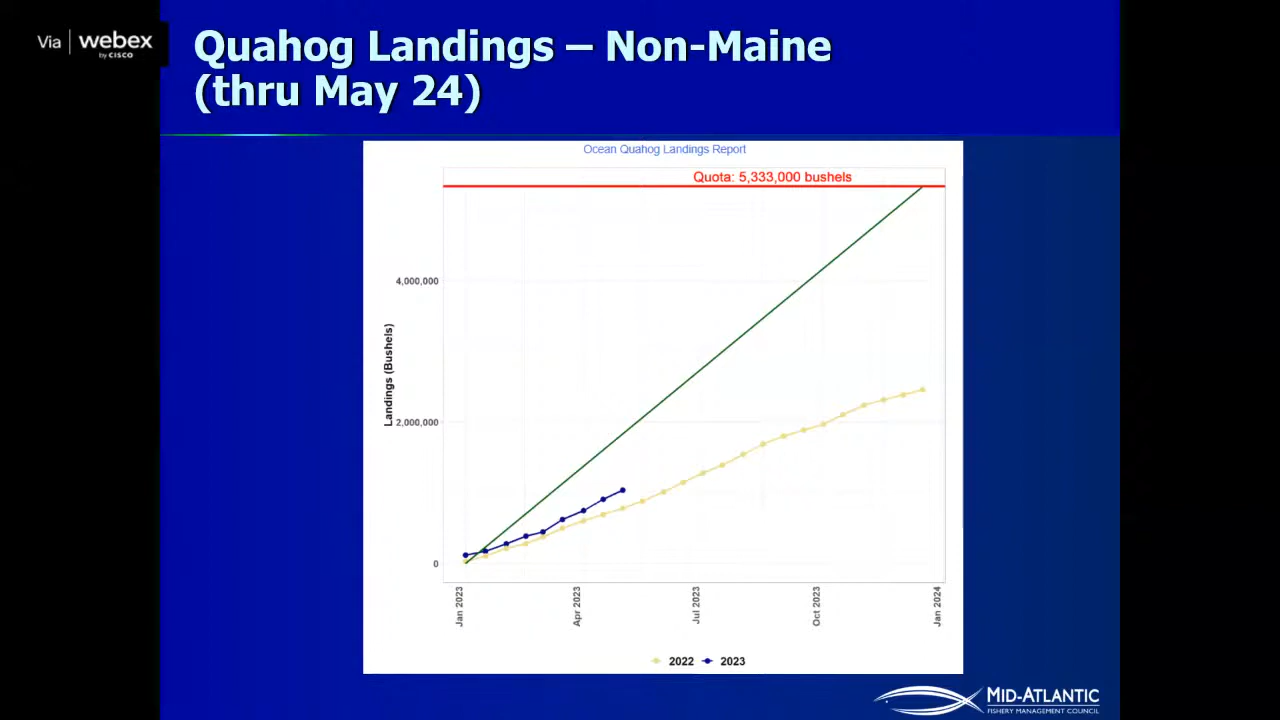 Via webex
by CISCO
Quahog Landings – Non-Maine
(thru May 24)
Ocean Quahog Landings Report
Quota: 5,333,000 bushels
4,000,000
2,000,000
0
Landings (Bushels)
Jan 2023
Apr 2023
Jul 2023
Oct 2023
Jan 2024
2022
2023
MID-ATLANTIC
FISHERY MANAGEMENT COUNCIL